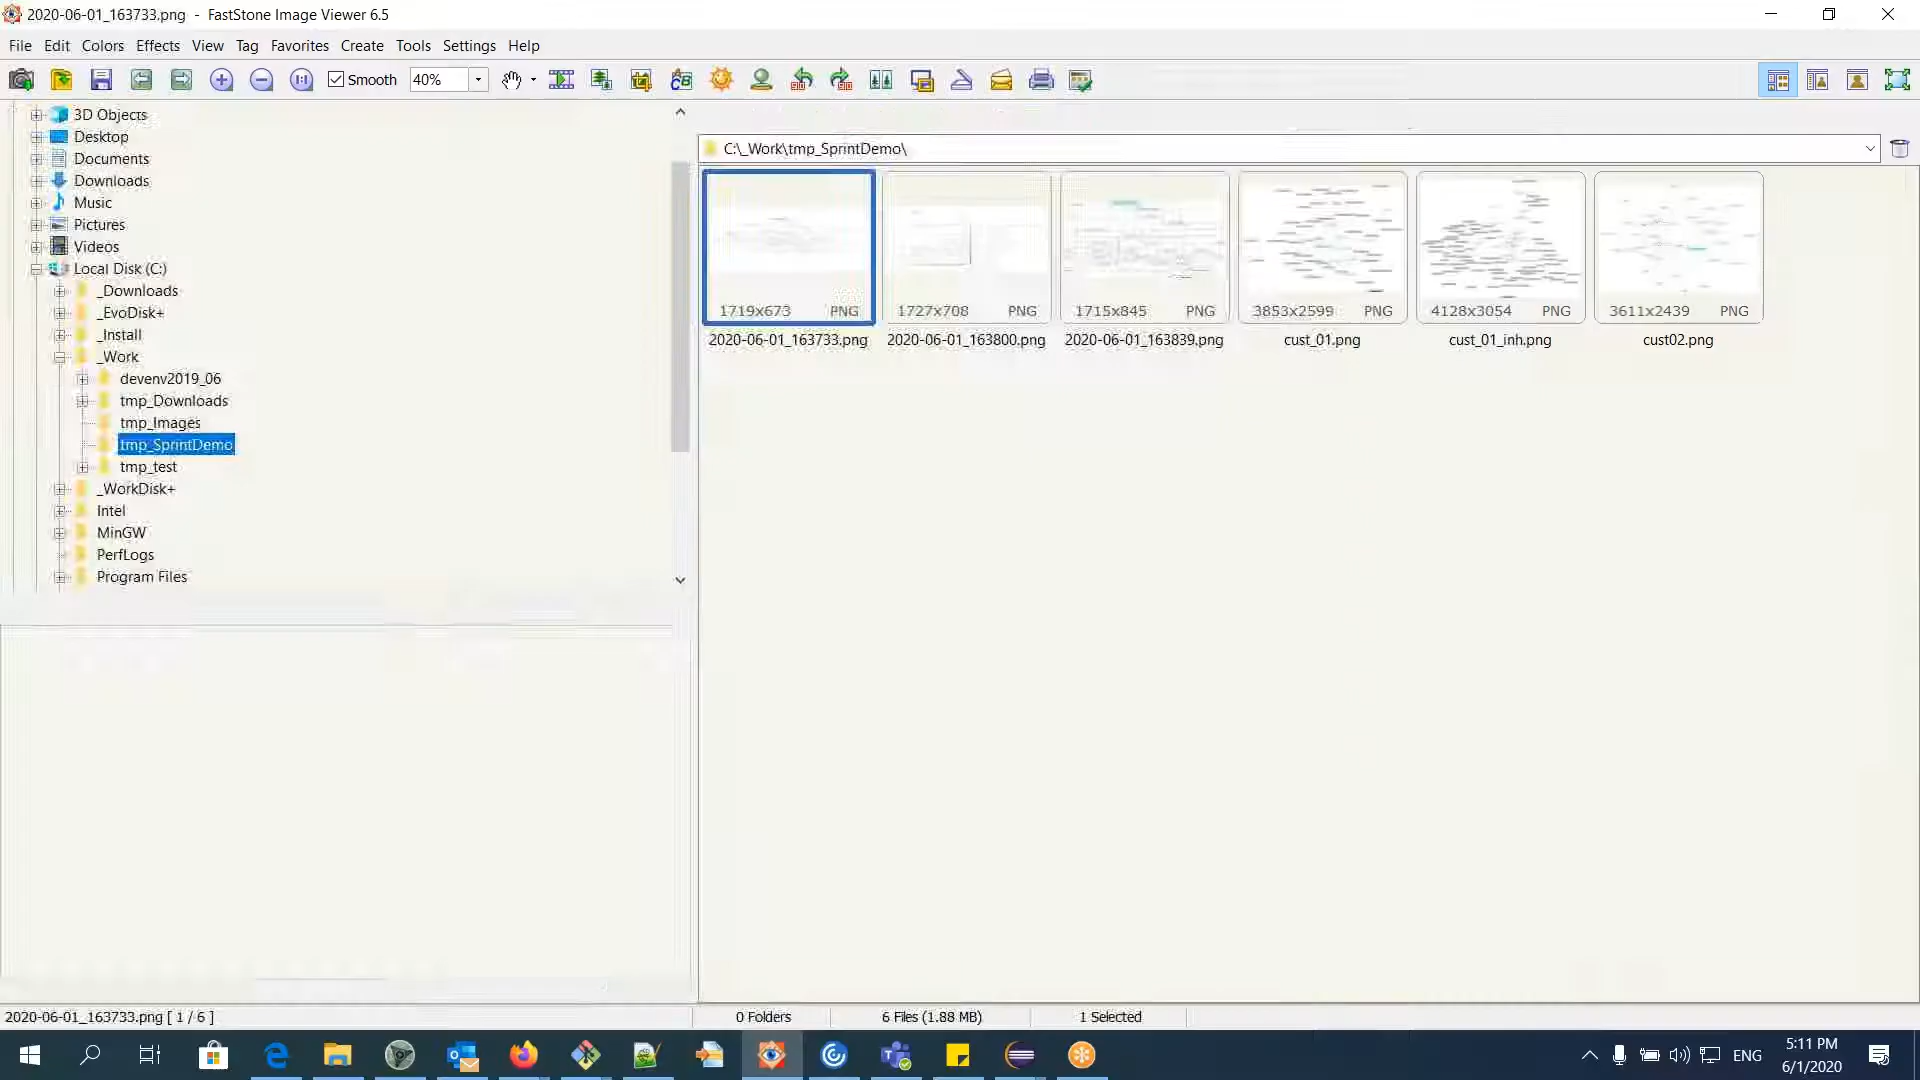 2020-06-01_163733.png - FastStone Image Viewer 6.5
File Edit Colors Effects View Tag Favorites Create Tools Settings Help
Smooth 40%
3D Objects
Desktop
Documents
Downloads
Music
Pictures
Videos
Local Disk (C:)
_Downloads
_EvoDisk+
_Install
_Work
devenv2019_06
tmp_Downloads
tmp_Images
tmp_SprintDemo
tmp_test
_WorkDisk+
Intel
MinGW
PerfLogs
Program Files
C:\_Work\tmp_SprintDemo\
1719x673 PNG 1727x708 PNG 1715x845 PNG 3853x2599 PNG 4128x3054 PNG 3611x2439 PNG
2020-06-01_163733.png 2020-06-01_163800.png 2020-06-01_163839.png cust_01.png cust_01_inh.png cust02.png
2020-06-01_163733.png [ 1 / 6 ] 0 Folders 6 Files (1.88 MB) 1 Selected
ENG
5:11 PM
6/1/2020